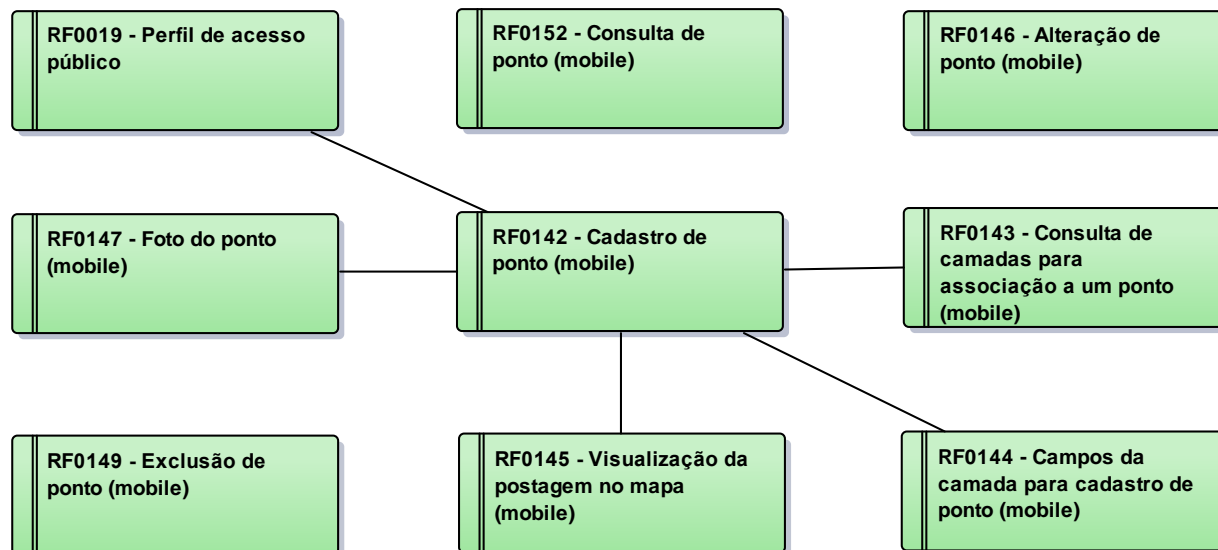 RF0019 - Perfil de acesso
público
RF0152 - Consulta de
ponto (mobile)
RF0146 - Alteração de
ponto (mobile)
RF0147 - Foto do ponto
(mobile)
RF0142 - Cadastro de
ponto (mobile)
RF0143 - Consulta de
camadas para
associação a um ponto
(mobile)
RF0149 - Exclusão de
ponto (mobile)
RF0145 - Visualização da
postagem no mapa
(mobile)
RF0144 - Campos da
camada para cadastro de
ponto (mobile)